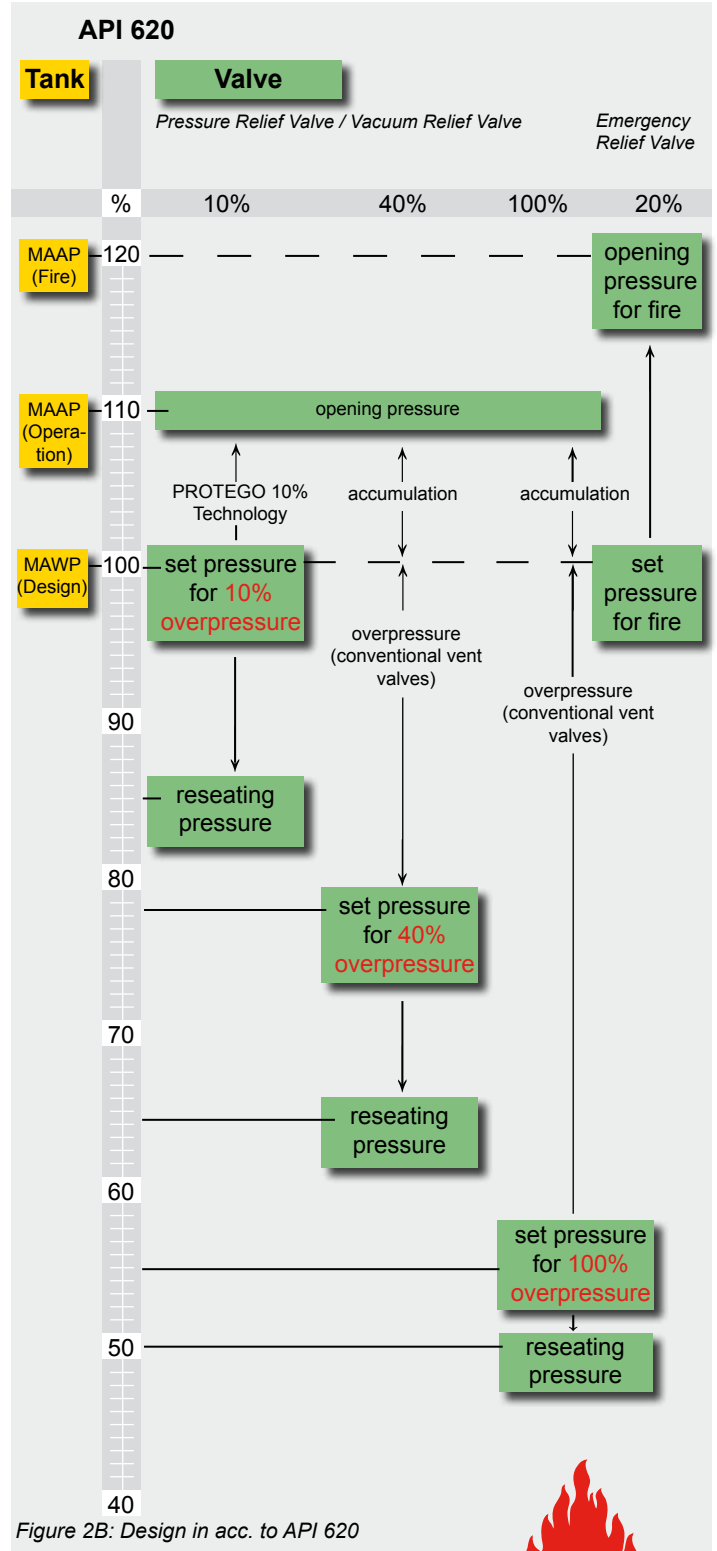 API 620
Tank
Valve
Pressure Relief Valve / Vacuum Relief Valve
Emergency
Relief Valve
% 10% 40% 100% 20%
MAAP
(Fire)
120
opening
pressure
for fire
MAAP
(Opera-
tion)
110
opening pressure
PROTEGO 10%
Technology
accumulation
accumulation
MAWP
(Design)
100
set pressure
for 10%
overpressure
set
pressure
for fire
overpressure
(conventional vent
valves)
overpressure
(conventional vent
valves)
90
reseating
pressure
80
set pressure
for 40%
overpressure
70
reseating
pressure
60
set pressure
for 100%
overpressure
50
reseating
pressure
40
Figure 2B: Design in acc. to API 620